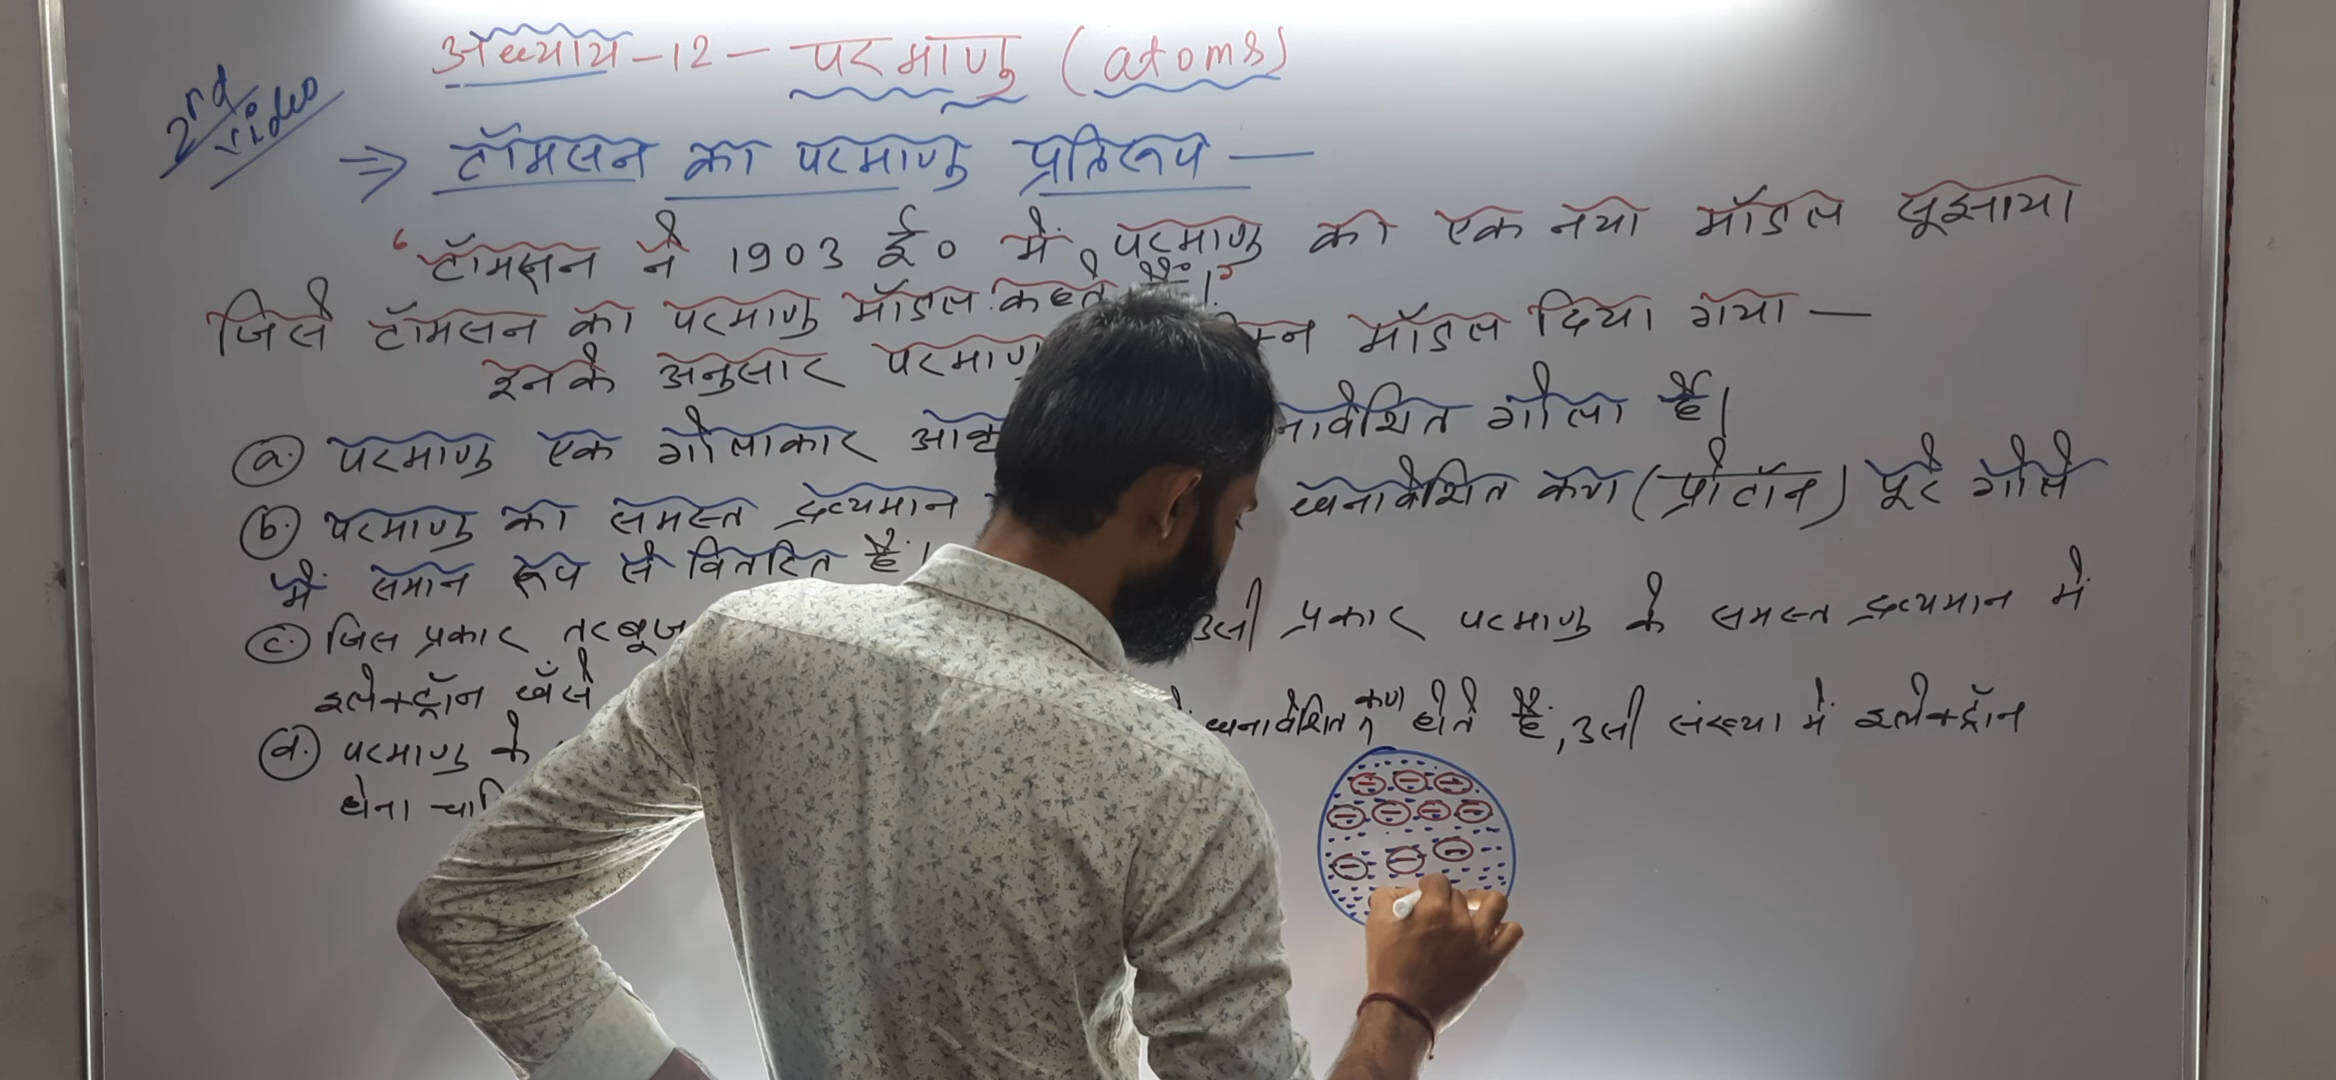 2nd video
अध्याय-12- परमाणु (atoms)
⇒ टॉमसन का परमाणु प्रतिरूप —
"टॉमसन ने 1903 ई० में परमाणु का एक नया मॉडल सूझाया
जिसे टॉमसन का परमाणु मॉडल कहते हैं।"
इनके अनुसार परमाणु मॉडल दिया गया —
(a.) परमाणु एक गोलाकार नावेशित गोला है।
(b.) परमाणु का समस्त द्रव्यमान धनावेशित कण (प्रोटॉन) पूरे गोले
में समान रूप से वितरित है।
(c.) जिस प्रकार तरबूज उसी प्रकार परमाणु के समस्त द्रव्यमान में
इलेक्ट्रॉन धँसे
(d.) परमाणु के धनावेशित कण होते हैं, उसी संख्या में इलेक्ट्रॉन
होना